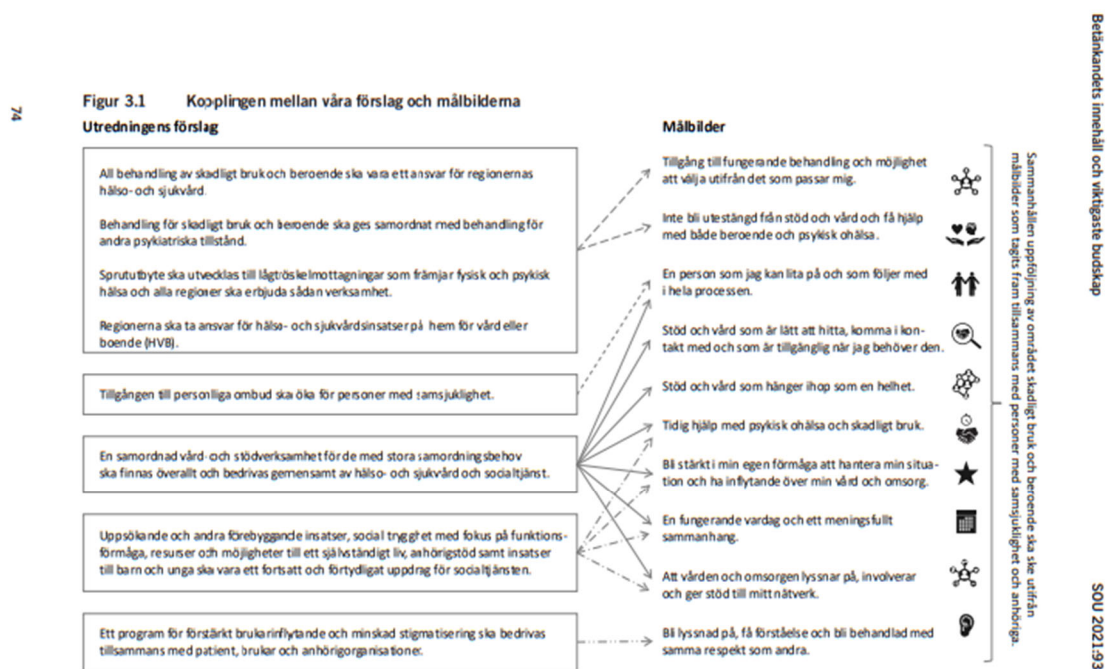 Betänkandets innehåll och viktigaste budskap
SOU 2021:93
74
Figur 3.1 Kopplingen mellan våra förslag och målbilderna
Utredningens förslag
All behandling av skadligt bruk och beroende ska vara ett ansvar för regionernas
hälso- och sjukvård.
Behandling för skadligt bruk och beroende ska ges samordnat med behandling för
andra psykiatriska tillstånd.
Sprututbyte ska utvecklas till lågtröskelmottagningar som främjar fysisk och psykisk
hälsa och alla regioner ska erbjuda sådan verksamhet.
Regionerna ska ta ansvar för hälso- och sjukvårdsinsatser på hem för vård eller
boende (HVB).
Tillgången till personliga ombud ska öka för personer med samsjuklighet.
En samordnad vård- och stödverksamhet för de med stora samordningsbehov
ska finnas överallt och bedrivas gemensamt av hälso- och sjukvård och socialtjänst.
Uppsökande och andra förebyggande insatser, social trygghet med fokus på funktions-
förmåga, resurser och möjligheter till ett självständigt liv, anhörigstöd samt insatser
till barn och unga ska vara ett fortsatt och förtydligat uppdrag för socialtjänsten.
Ett program för förstärkt brukarinflytande och minskad stigmatisering ska bedrivas
tillsammans med patient, brukar och anhörigorganisationer.
Målbilder
Tillgång till fungerande behandling och möjlighet
att välja utifrån det som passar mig.
Inte bli utestängd från stöd och vård och få hjälp
med både beroende och psykisk ohälsa.
En person som jag kan lita på och som följer med
i hela processen.
Stöd och vård som är lätt att hitta, komma i kon-
takt med och som är tillgänglig när jag behöver den.
Stöd och vård som hänger ihop som en helhet.
Tidig hjälp med psykisk ohälsa och skadligt bruk.
Bli stärkt i min egen förmåga att hantera min situa-
tion och ha inflytande över min vård och omsorg.
En fungerande vardag och ett meningsfullt
sammanhang.
Att vården och omsorgen lyssnar på, involverar
och ger stöd till mitt nätverk.
Bli lyssnad på, få förståelse och bli behandlad med
samma respekt som andra.
Sammanhållen uppföljning av området skadligt bruk och beroende ska ske utifrån
målbilder som tagits fram tillsammans med personer med samsjuklighet och anhöriga.